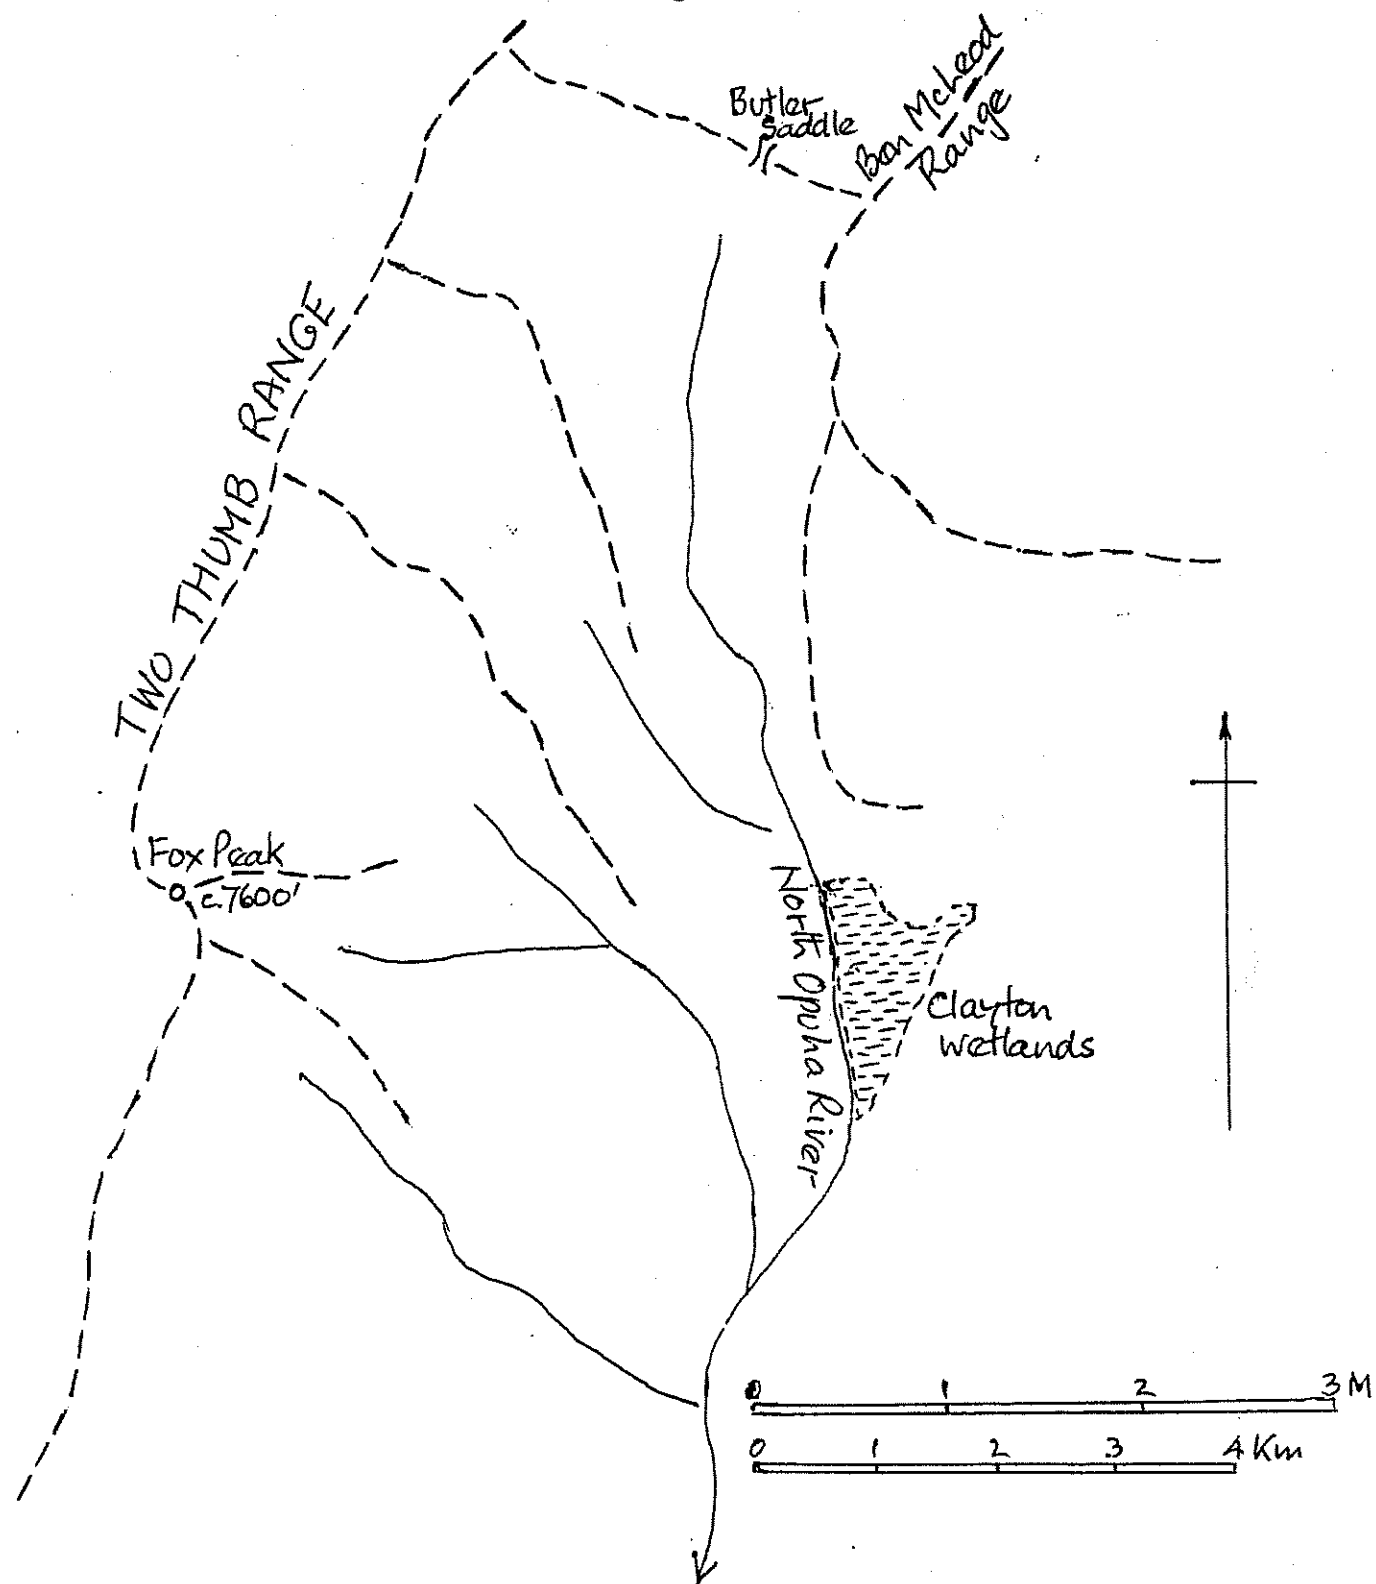 Butler
Saddle
Ben McLeod
Range
TWO THUMB RANGE
Fox Peak
c.7600'
North Opuha River
Clayton
Wetlands
0 1 2 3 M
0 1 2 3 4 Km